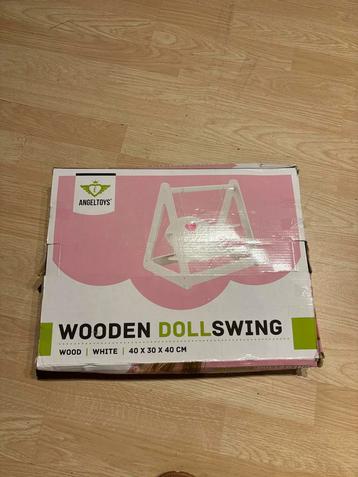 ANGELTOYS
WOODEN DOLLSWING
WOOD | WHITE | 40 X 30 X 40 CM